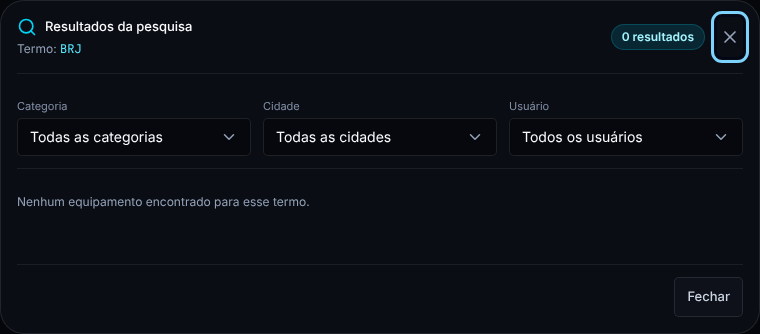 Resultados da pesquisa
Termo: BRJ
0 resultados
Categoria
Cidade
Usuário
Todas as categorias
Todas as cidades
Todos os usuários
Nenhum equipamento encontrado para esse termo.
Fechar